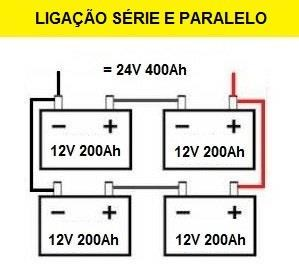 LIGAÇÃO SÉRIE E PARALELO
= 24V 400Ah
− +
12V 200Ah
− +
12V 200Ah
− +
12V 200Ah
− +
12V 200Ah